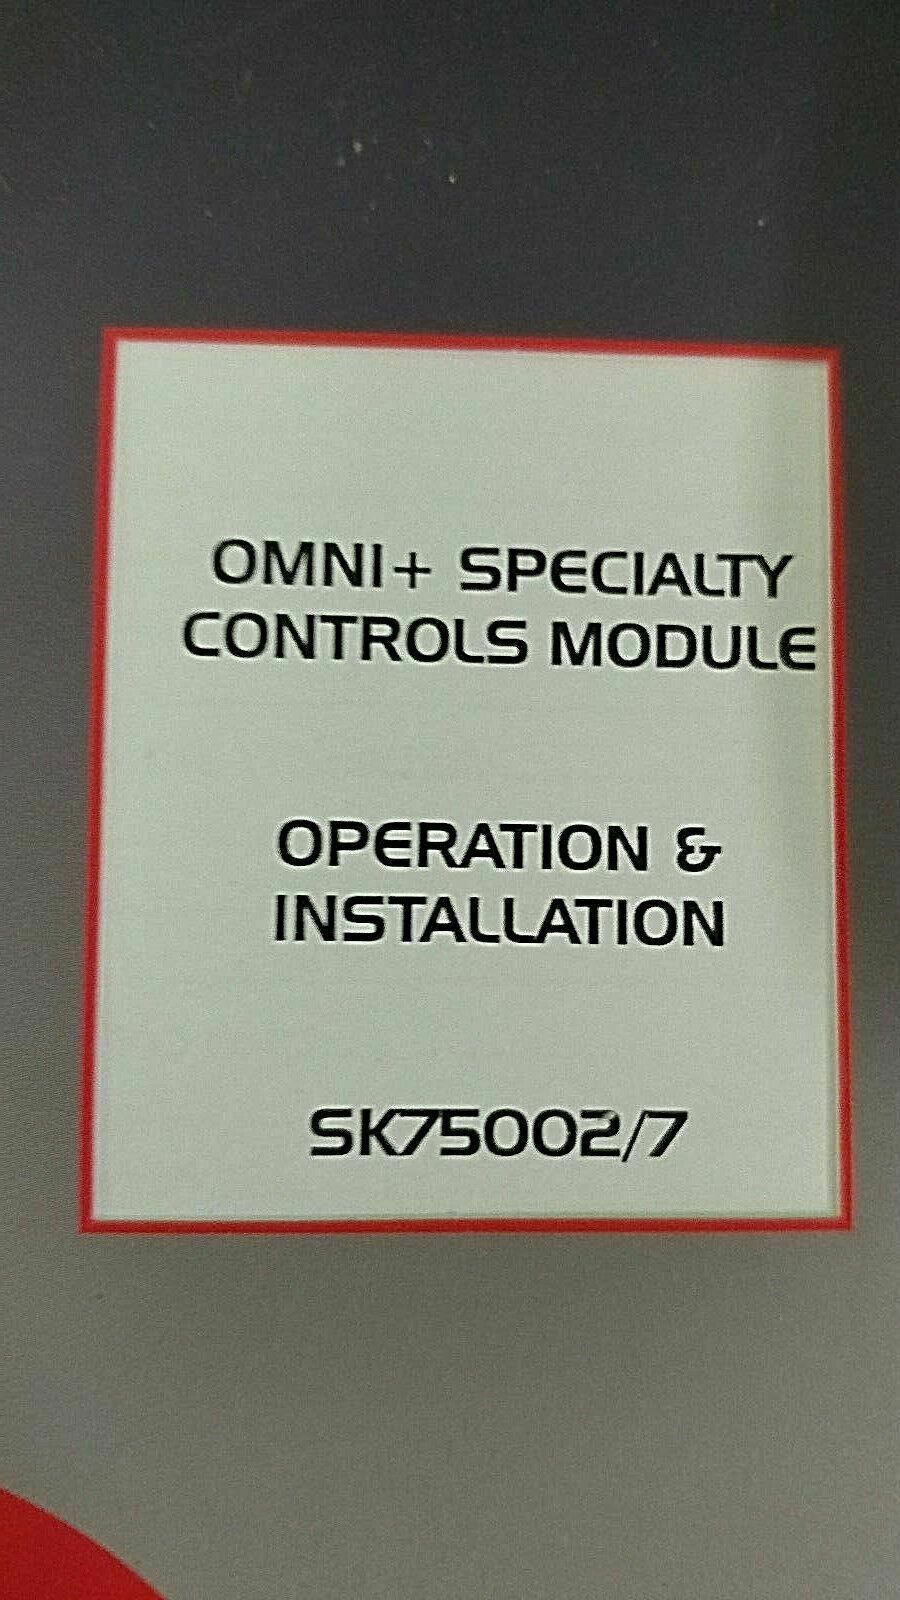 OMNI+ SPECIALTY
CONTROLS MODULE
OPERATION &
INSTALLATION
SK75002/7